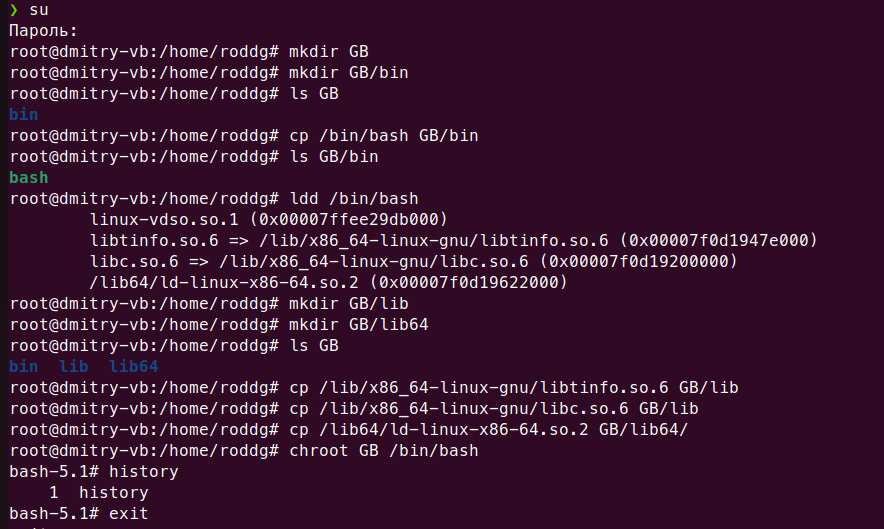 ❯ su
Пароль:
root@dmitry-vb:/home/roddg# mkdir GB
root@dmitry-vb:/home/roddg# mkdir GB/bin
root@dmitry-vb:/home/roddg# ls GB
bin
root@dmitry-vb:/home/roddg# cp /bin/bash GB/bin
root@dmitry-vb:/home/roddg# ls GB/bin
bash
root@dmitry-vb:/home/roddg# ldd /bin/bash
linux-vdso.so.1 (0x00007ffee29db000)
libtinfo.so.6 => /lib/x86_64-linux-gnu/libtinfo.so.6 (0x00007f0d1947e000)
libc.so.6 => /lib/x86_64-linux-gnu/libc.so.6 (0x00007f0d19200000)
/lib64/ld-linux-x86-64.so.2 (0x00007f0d19622000)
root@dmitry-vb:/home/roddg# mkdir GB/lib
root@dmitry-vb:/home/roddg# mkdir GB/lib64
root@dmitry-vb:/home/roddg# ls GB
bin lib lib64
root@dmitry-vb:/home/roddg# cp /lib/x86_64-linux-gnu/libtinfo.so.6 GB/lib
root@dmitry-vb:/home/roddg# cp /lib/x86_64-linux-gnu/libc.so.6 GB/lib
root@dmitry-vb:/home/roddg# cp /lib64/ld-linux-x86-64.so.2 GB/lib64/
root@dmitry-vb:/home/roddg# chroot GB /bin/bash
bash-5.1# history
1 history
bash-5.1# exit